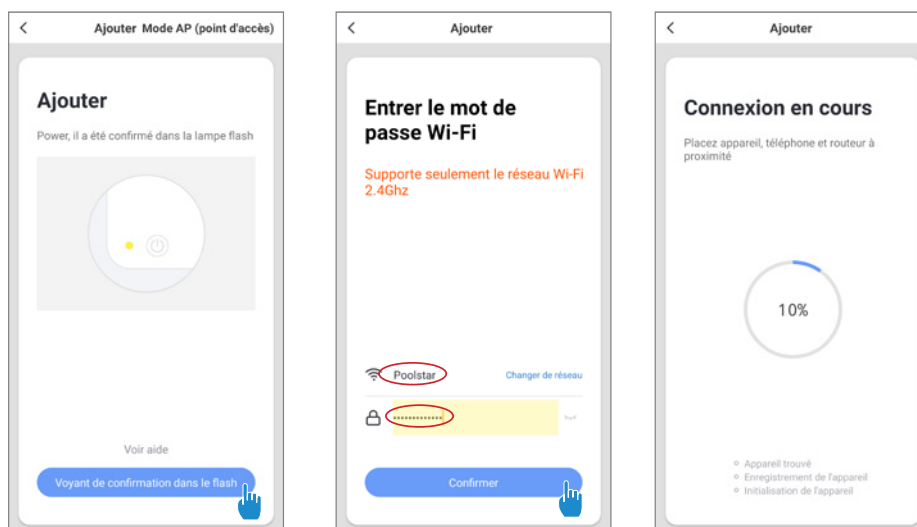 Ajouter Mode AP (point d'accès)
Ajouter
Power, il a été confirmé dans la lampe flash
Voir aide
Voyant de confirmation dans le flash
Ajouter
Entrer le mot de
passe Wi-Fi
Supporte seulement le réseau Wi-Fi
2.4Ghz
Poolstar
Changer de réseau
Confirmer
Ajouter
Connexion en cours
Placez appareil, téléphone et routeur à
proximité
10%
Appareil trouvé
Enregistrement de l'appareil
Initialisation de l'appareil